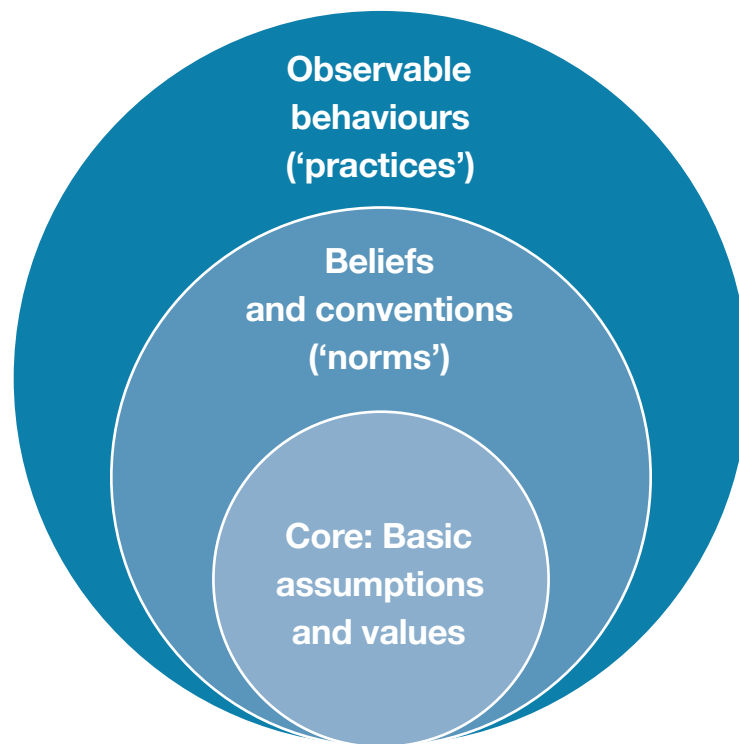 Observable
behaviours
(‘practices’)
Beliefs
and conventions
(‘norms’)
Core: Basic
assumptions
and values